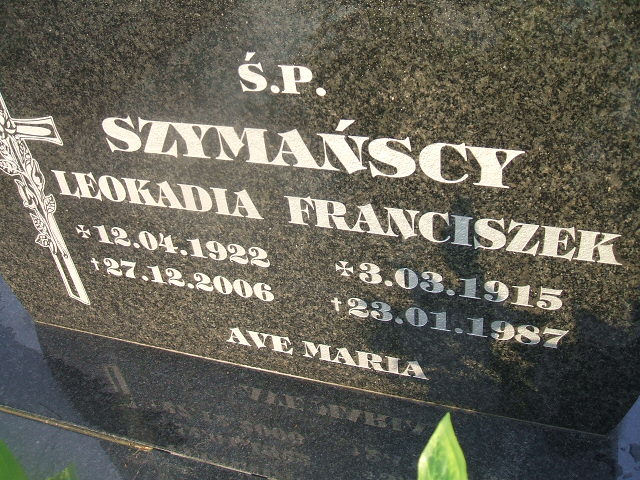 Ś.P.
SZYMAŃSCY
LEOKADIA FRANCISZEK
✠12.04.1922 ✠3.03.1915
†27.12.2006 †23.01.1987
AVE MARIA